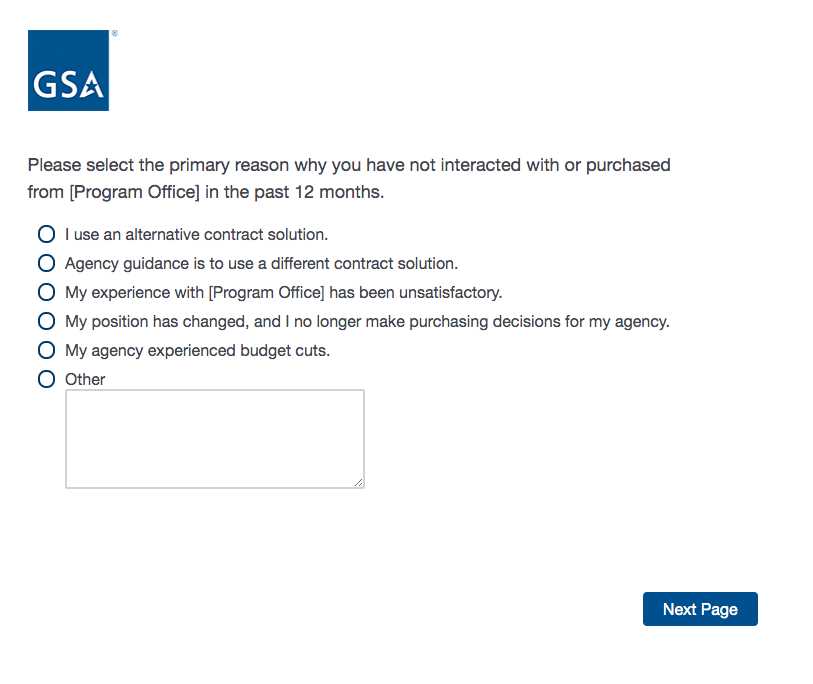 GSA®
Please select the primary reason why you have not interacted with or purchased
from [Program Office] in the past 12 months.
I use an alternative contract solution.
Agency guidance is to use a different contract solution.
My experience with [Program Office] has been unsatisfactory.
My position has changed, and I no longer make purchasing decisions for my agency.
My agency experienced budget cuts.
Other
Next Page